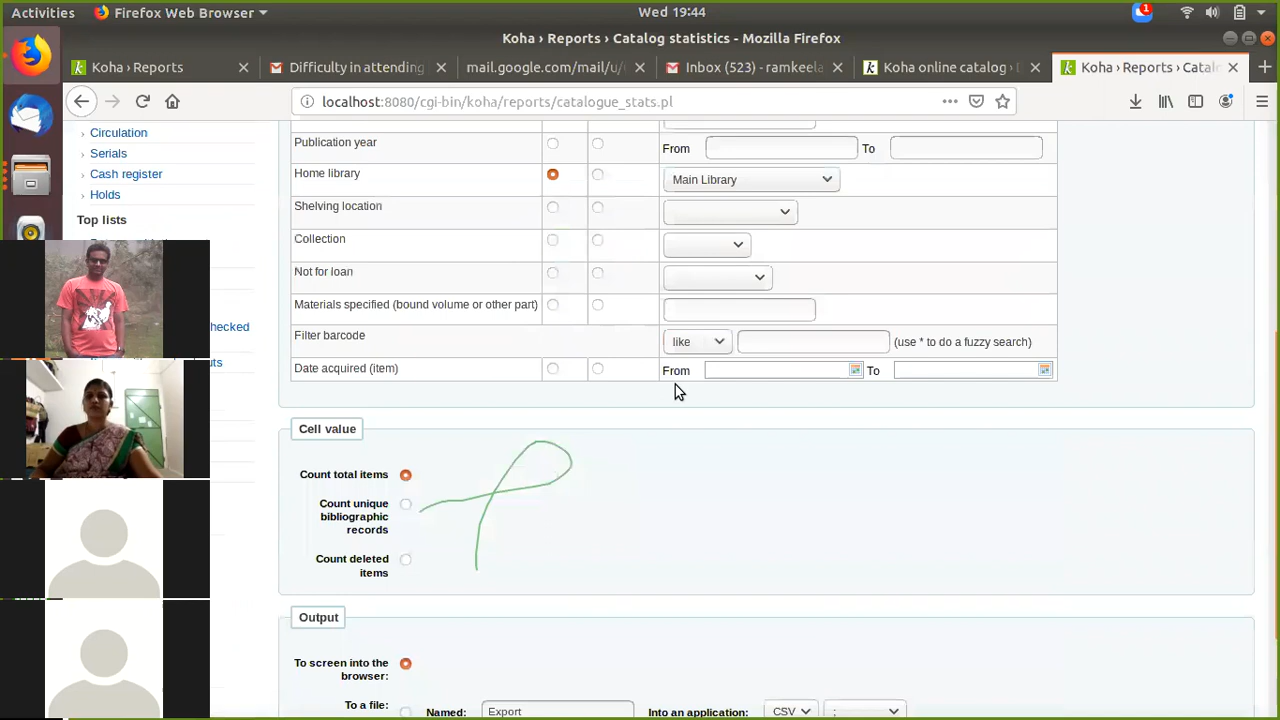 Activities Firefox Web Browser Wed 19:44 1
Koha › Reports › Catalog statistics - Mozilla Firefox
Koha › Reports Difficulty in attending mail.google.com/mail/u/ Inbox (523) - ramkeela Koha online catalog › Koha › Reports › Catal
localhost:8080/cgi-bin/koha/reports/catalogue_stats.pl
Circulation
Serials
Cash register
Holds
Top lists
hecked
uts
Publication year From To
Home library Main Library
Shelving location
Collection
Not for loan
Materials specified (bound volume or other part)
Filter barcode like (use * to do a fuzzy search)
Date acquired (item) From To
Cell value
Count total items
Count unique
bibliographic
records
Count deleted
items
Output
To screen into the
browser:
To a file: Named: Export Into an application: CSV ;